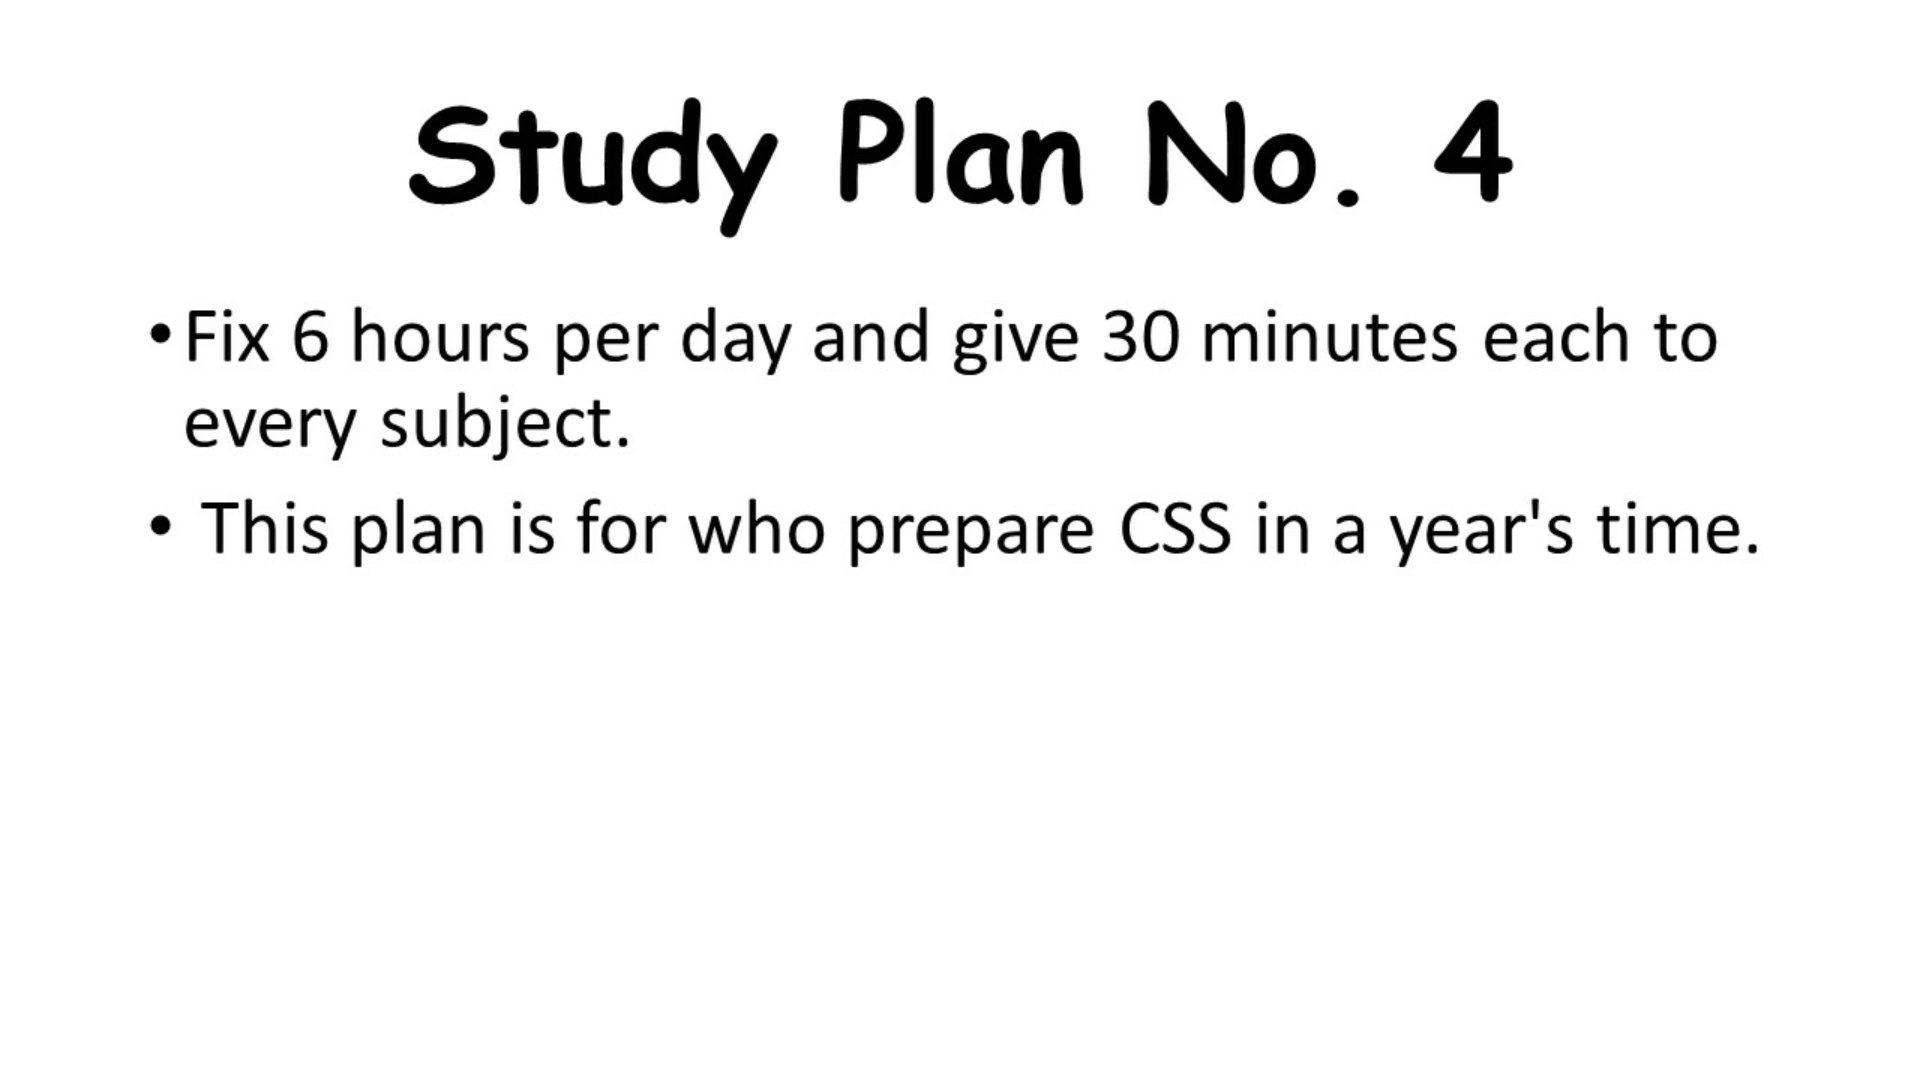 Study Plan No. 4
•Fix 6 hours per day and give 30 minutes each to
every subject.
• This plan is for who prepare CSS in a year's time.